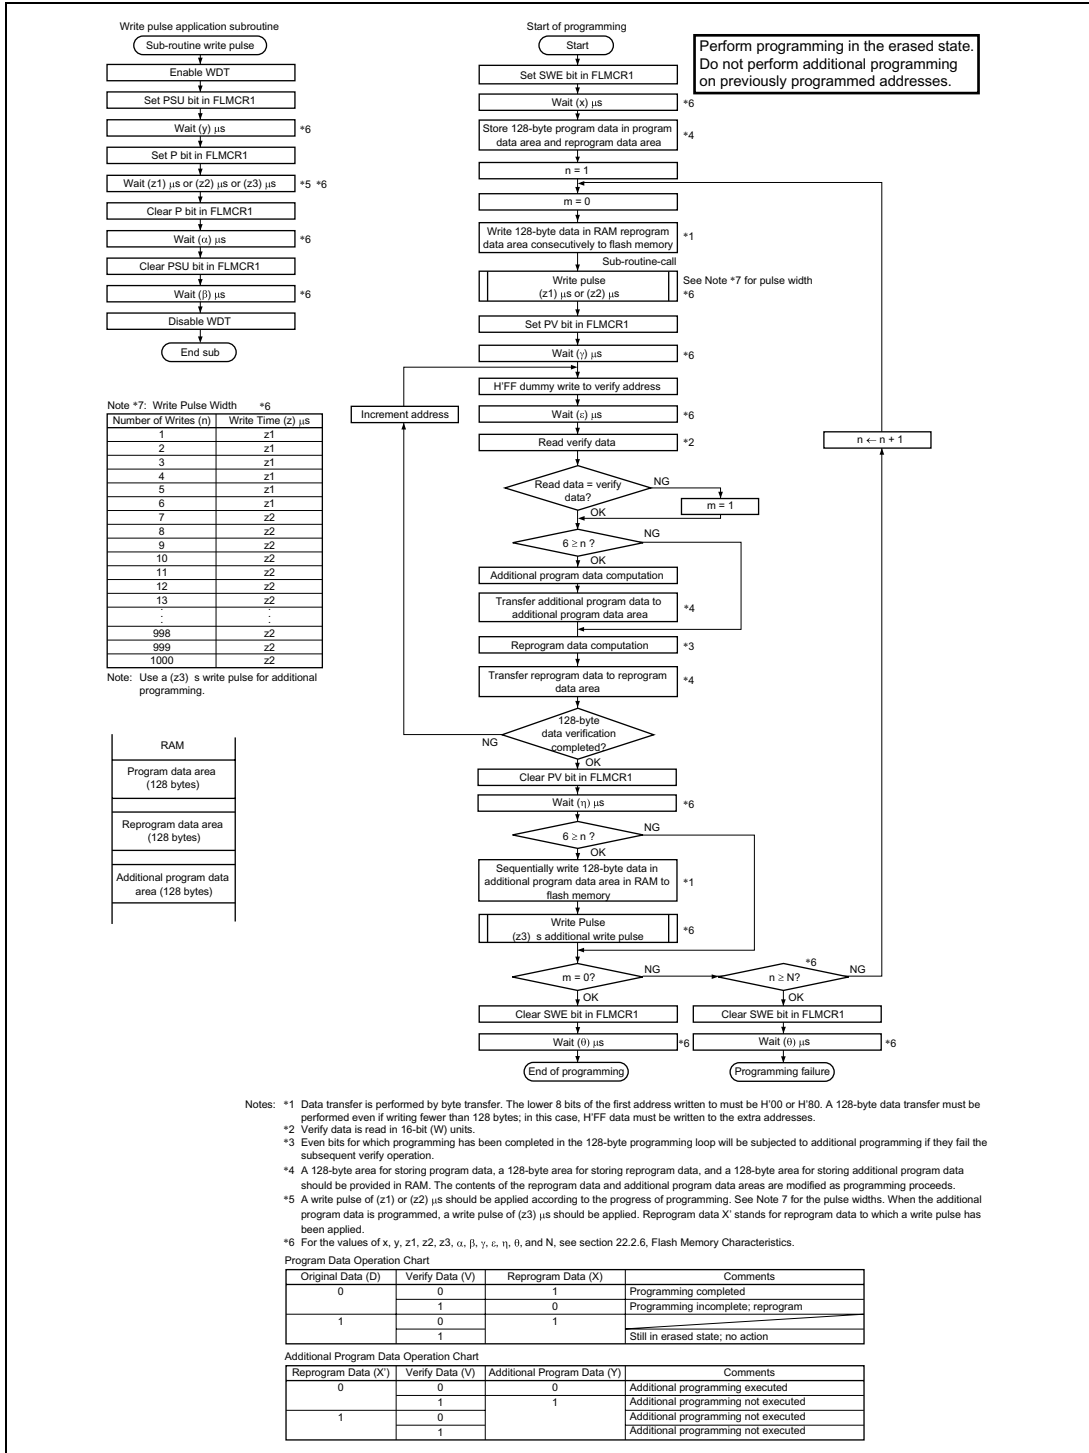 Write pulse application subroutine
Sub-routine write pulse
Enable WDT
Set PSU bit in FLMCR1
Wait (y) μs *6
Set P bit in FLMCR1
Wait (z1) μs or (z2) μs or (z3) μs *5 *6
Clear P bit in FLMCR1
Wait (α) μs *6
Clear PSU bit in FLMCR1
Wait (β) μs *6
Disable WDT
End sub
Note *7: Write Pulse Width *6
Number of Writes (n) Write Time (z) μs
1 z1
2 z1
3 z1
4 z1
5 z1
6 z1
7 z2
8 z2
9 z2
10 z2
11 z2
12 z2
13 z2
: :
998 z2
999 z2
1000 z2
Note: Use a (z3) s write pulse for additional
programming.
RAM
Program data area
(128 bytes)
Reprogram data area
(128 bytes)
Additional program data
area (128 bytes)
Start of programming
Start
Perform programming in the erased state.
Do not perform additional programming
on previously programmed addresses.
Set SWE bit in FLMCR1
Wait (x) μs *6
Store 128-byte program data in program
data area and reprogram data area *4
n = 1
m = 0
Write 128-byte data in RAM reprogram
data area consecutively to flash memory *1
Sub-routine-call
Write pulse
(z1) μs or (z2) μs
See Note *7 for pulse width
*6
Set PV bit in FLMCR1
Wait (γ) μs *6
H'FF dummy write to verify address
Increment address
Wait (ε) μs *6
Read verify data *2
n ← n + 1
Read data = verify
data?
NG
m = 1
OK
6 ≥ n ?
NG
OK
Additional program data computation
Transfer additional program data to
additional program data area *4
Reprogram data computation *3
Transfer reprogram data to reprogram
data area *4
128-byte
data verification
completed?
NG
OK
Clear PV bit in FLMCR1
Wait (η) μs *6
6 ≥ n ?
NG
OK
Sequentially write 128-byte data in
additional program data area in RAM to
flash memory *1
Write Pulse
(z3) s additional write pulse *6
m = 0?
NG
n ≥ N?
*6
NG
OK
OK
Clear SWE bit in FLMCR1
Clear SWE bit in FLMCR1
Wait (θ) μs *6
Wait (θ) μs *6
End of programming
Programming failure
Notes: *1 Data transfer is performed by byte transfer. The lower 8 bits of the first address written to must be H'00 or H'80. A 128-byte data transfer must be
performed even if writing fewer than 128 bytes; in this case, H'FF data must be written to the extra addresses.
*2 Verify data is read in 16-bit (W) units.
*3 Even bits for which programming has been completed in the 128-byte programming loop will be subjected to additional programming if they fail the
subsequent verify operation.
*4 A 128-byte area for storing program data, a 128-byte area for storing reprogram data, and a 128-byte area for storing additional program data
should be provided in RAM. The contents of the reprogram data and additional program data areas are modified as programming proceeds.
*5 A write pulse of (z1) or (z2) μs should be applied according to the progress of programming. See Note 7 for the pulse widths. When the additional
program data is programmed, a write pulse of (z3) μs should be applied. Reprogram data X' stands for reprogram data to which a write pulse has
been applied.
*6 For the values of x, y, z1, z2, z3, α, β, γ, ε, η, θ, and N, see section 22.2.6, Flash Memory Characteristics.
Program Data Operation Chart
Original Data (D) Verify Data (V) Reprogram Data (X) Comments
0 0 1 Programming completed
1 0 Programming incomplete; reprogram
1 0 1
1 Still in erased state; no action
Additional Program Data Operation Chart
Reprogram Data (X') Verify Data (V) Additional Program Data (Y) Comments
0 0 0 Additional programming executed
1 1 Additional programming not executed
1 0 Additional programming not executed
1 Additional programming not executed